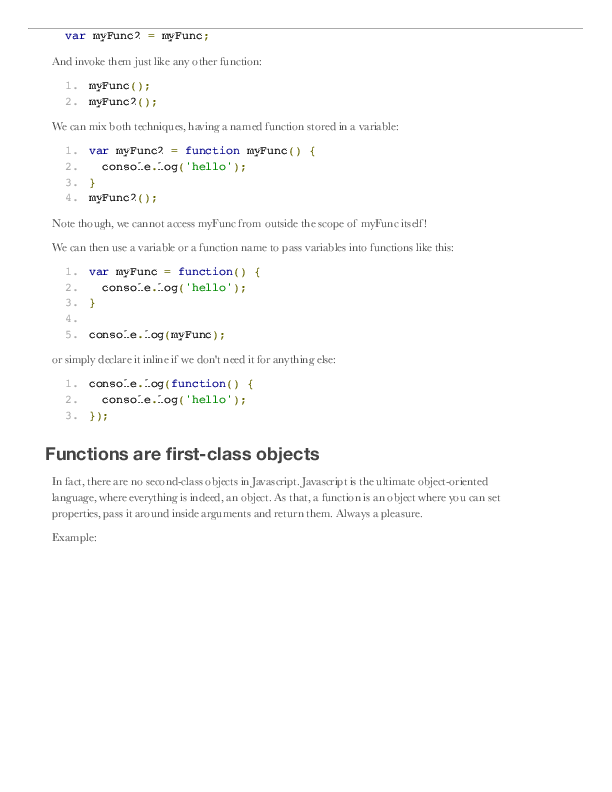 var myFunc2 = myFunc;
And invoke them just like any other function:
1. myFunc();
2. myFunc2();
We can mix both techniques, having a named function stored in a variable:
1. var myFunc2 = function myFunc() {
2. console.log('hello');
3. }
4. myFunc2();
Note though, we cannot access myFunc from outside the scope of myFunc itself!
We can then use a variable or a function name to pass variables into functions like this:
1. var myFunc = function() {
2. console.log('hello');
3. }
4.
5. console.log(myFunc);
or simply declare it inline if we don't need it for anything else:
1. console.log(function() {
2. console.log('hello');
3. });
Functions are first-class objects
In fact, there are no second-class objects in Javascript. Javascript is the ultimate object-oriented
language, where everything is indeed, an object. As that, a function is an object where you can set
properties, pass it around inside arguments and return them. Always a pleasure.
Example: